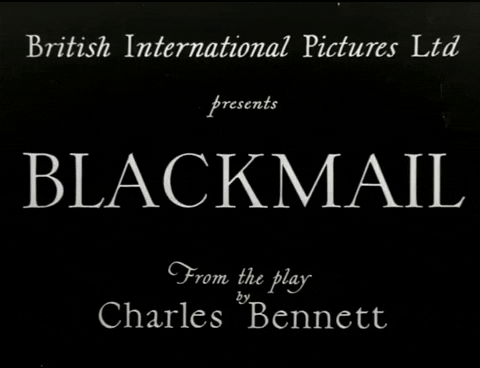 British International Pictures Ltd
presents
BLACKMAIL
From the play
by
Charles Bennett